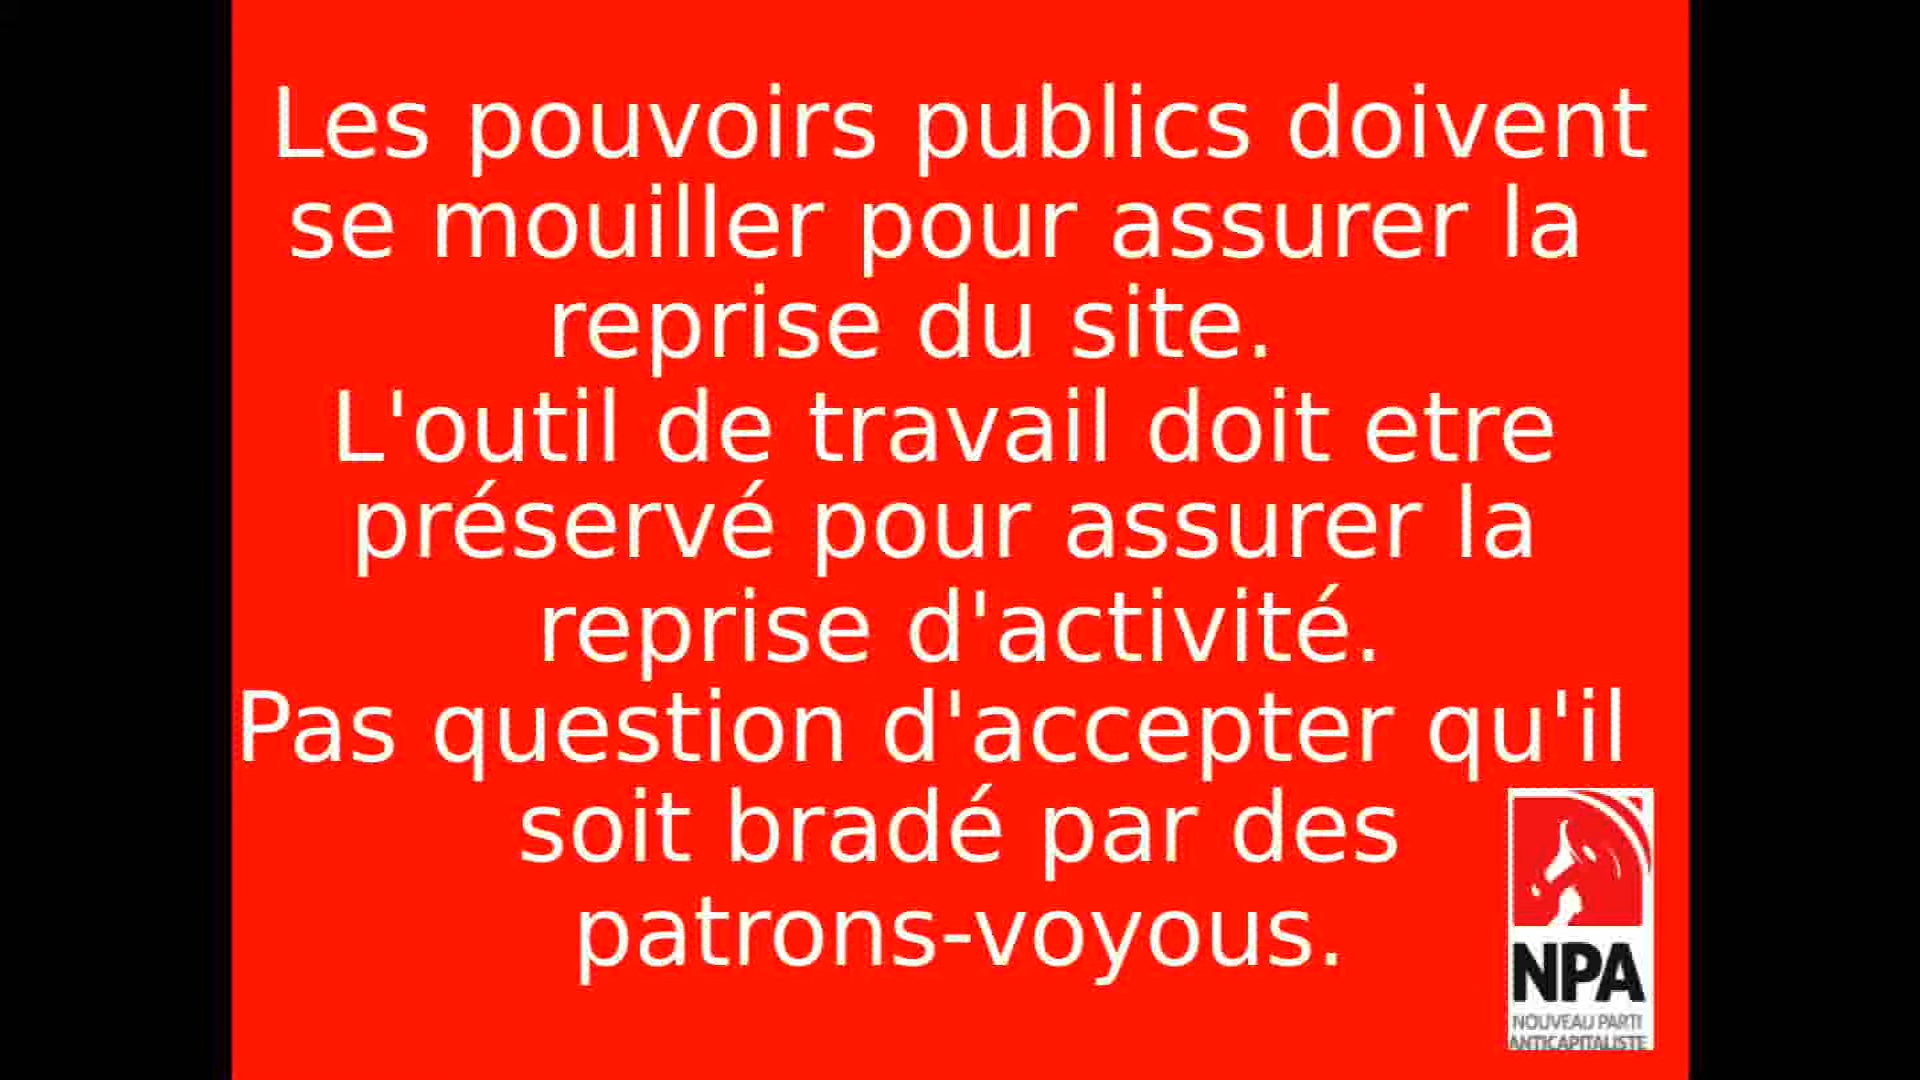 Les pouvoirs publics doivent
se mouiller pour assurer la
reprise du site.
L'outil de travail doit etre
préservé pour assurer la
reprise d'activité.
Pas question d'accepter qu'il
soit bradé par des
patrons-voyous.
NPA
NOUVEAU PARTI
ANTICAPITALISTE